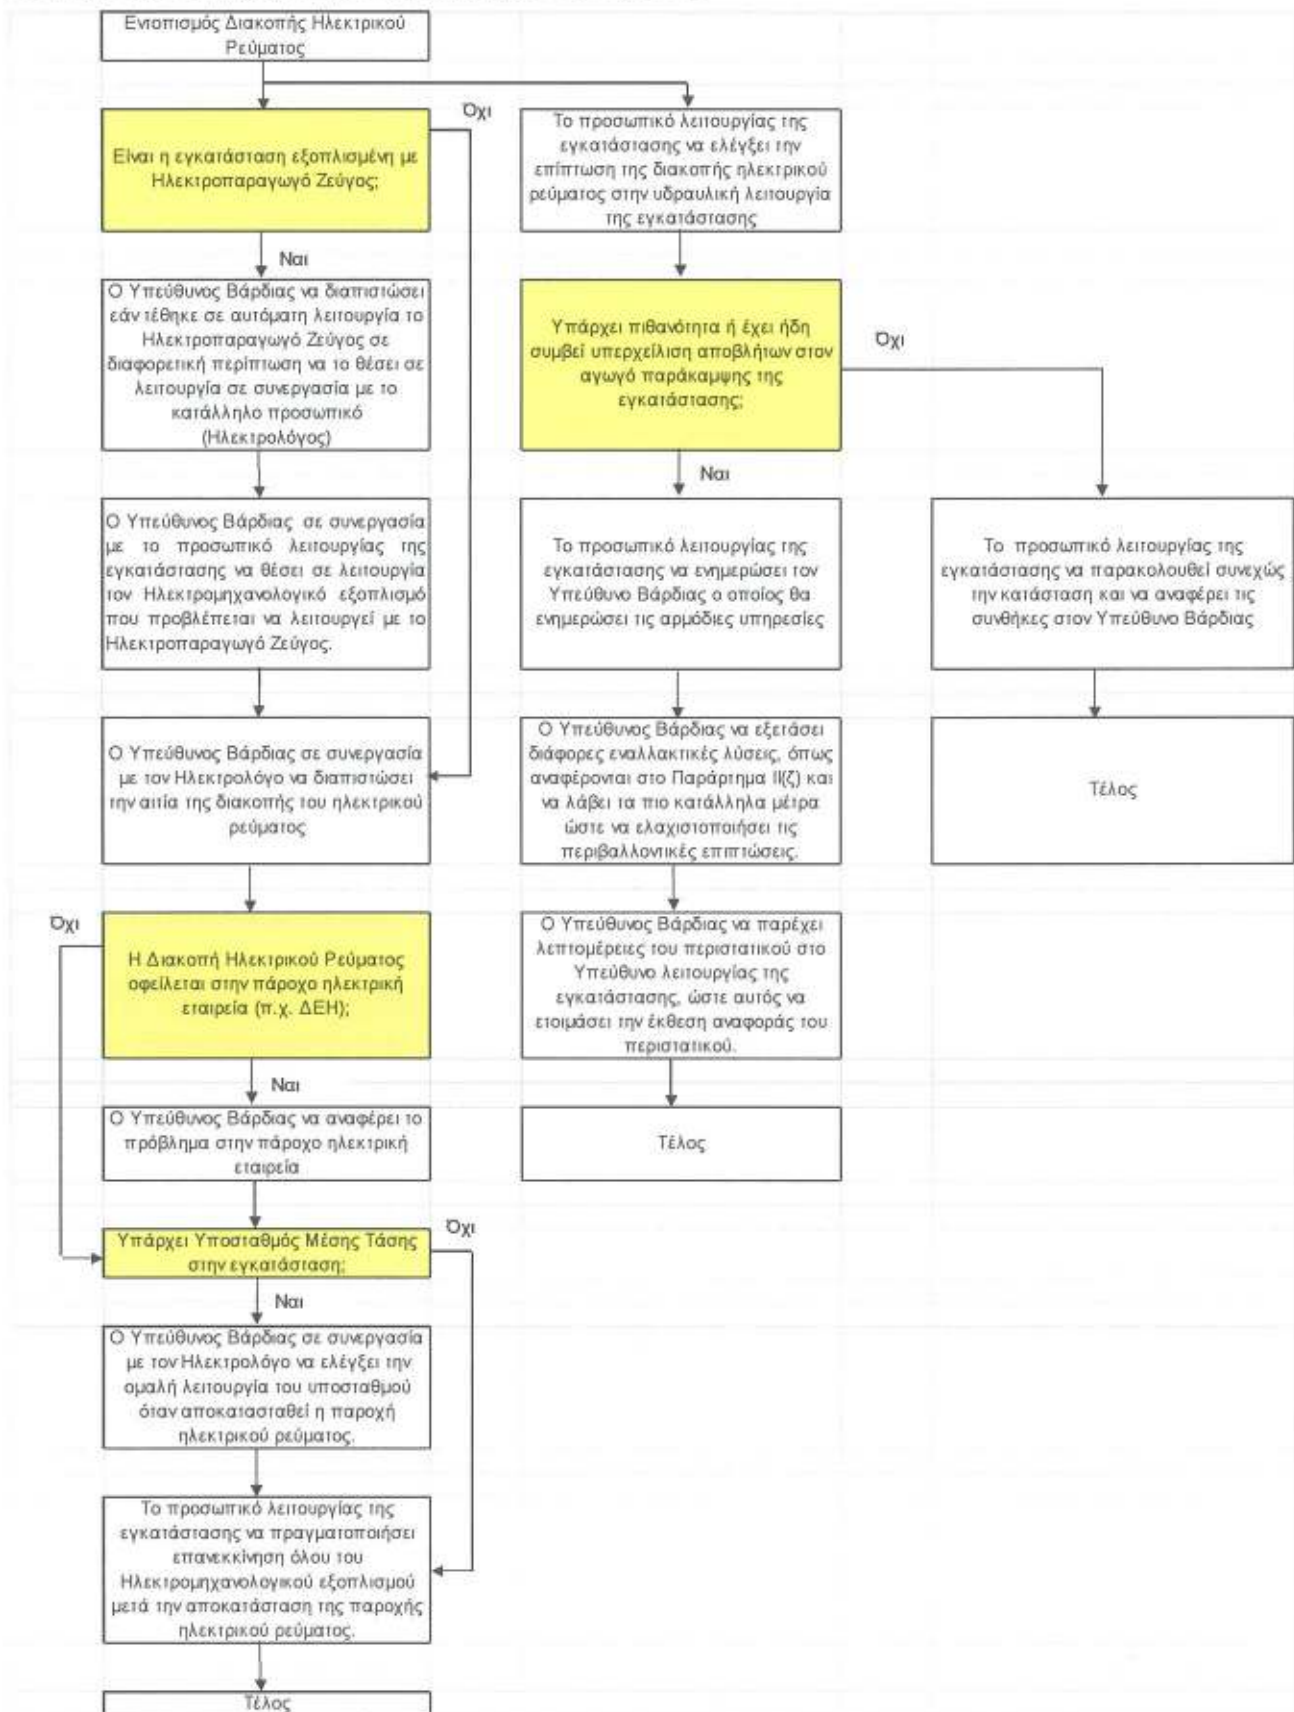 Εντοπισμός Διακοπής Ηλεκτρικού
Ρεύματος
Όχι
Είναι η εγκατάσταση εξοπλισμένη με
Ηλεκτροπαραγωγό Ζεύγος;
Ναι
Ο Υπεύθυνος Βάρδιας να διαπιστώσει
εάν τέθηκε σε αυτόματη λειτουργία το
Ηλεκτροπαραγωγό Ζεύγος σε
διαφορετική περίπτωση να το θέσει σε
λειτουργία σε συνεργασία με το
κατάλληλο προσωπικό
(Ηλεκτρολόγος)
Ο Υπεύθυνος Βάρδιας σε συνεργασία
με το προσωπικό λειτουργίας της
εγκατάστασης να θέσει σε λειτουργία
τον Ηλεκτρομηχανολογικό εξοπλισμό
που προβλέπεται να λειτουργεί με το
Ηλεκτροπαραγωγό Ζεύγος.
Ο Υπεύθυνος Βάρδιας σε συνεργασία
με τον Ηλεκτρολόγο να διαπιστώσει
την αιτία της διακοπής του ηλεκτρικού
ρεύματος
Όχι
Η Διακοπή Ηλεκτρικού Ρεύματος
οφείλεται στην πάροχο ηλεκτρική
εταιρεία (π.χ. ΔΕΗ);
Ναι
Ο Υπεύθυνος Βάρδιας να αναφέρει το
πρόβλημα στην πάροχο ηλεκτρική
εταιρεία
Όχι
Υπάρχει Υποσταθμός Μέσης Τάσης
στην εγκατάσταση;
Ναι
Ο Υπεύθυνος Βάρδιας σε συνεργασία
με τον Ηλεκτρολόγο να ελέγξει την
ομαλή λειτουργία του υποσταθμού
όταν αποκατασταθεί η παροχή
ηλεκτρικού ρεύματος.
Το προσωπικό λειτουργίας της
εγκατάστασης να πραγματοποιήσει
επανεκκίνηση όλου του
Ηλεκτρομηχανολογικού εξοπλισμού
μετά την αποκατάσταση της παροχής
ηλεκτρικού ρεύματος.
Τέλος
Το προσωπικό λειτουργίας της
εγκατάστασης να ελέγξει την
επίπτωση της διακοπής ηλεκτρικού
ρεύματος στην υδραυλική λειτουργία
της εγκατάστασης
Υπάρχει πιθανότητα ή έχει ήδη
συμβεί υπερχείλιση αποβλήτων στον
αγωγό παράκαμψης της
εγκατάστασης;
Όχι
Ναι
Το προσωπικό λειτουργίας της
εγκατάστασης να ενημερώσει τον
Υπεύθυνο Βάρδιας ο οποίος θα
ενημερώσει τις αρμόδιες υπηρεσίες
Ο Υπεύθυνος Βάρδιας να εξετάσει
διάφορες εναλλακτικές λύσεις, όπως
αναφέρονται στο Παράρτημα ΙΙ(ζ) και
να λάβει τα πιο κατάλληλα μέτρα
ώστε να ελαχιστοποιήσει τις
περιβαλλοντικές επιπτώσεις.
Ο Υπεύθυνος Βάρδιας να παρέχει
λεπτομέρειες του περιστατικού στο
Υπεύθυνο λειτουργίας της
εγκατάστασης, ώστε αυτός να
ετοιμάσει την έκθεση αναφοράς του
περιστατικού.
Τέλος
Το προσωπικό λειτουργίας της
εγκατάστασης να παρακολουθεί συνεχώς
την κατάσταση και να αναφέρει τις
συνθήκες στον Υπεύθυνο Βάρδιας
Τέλος